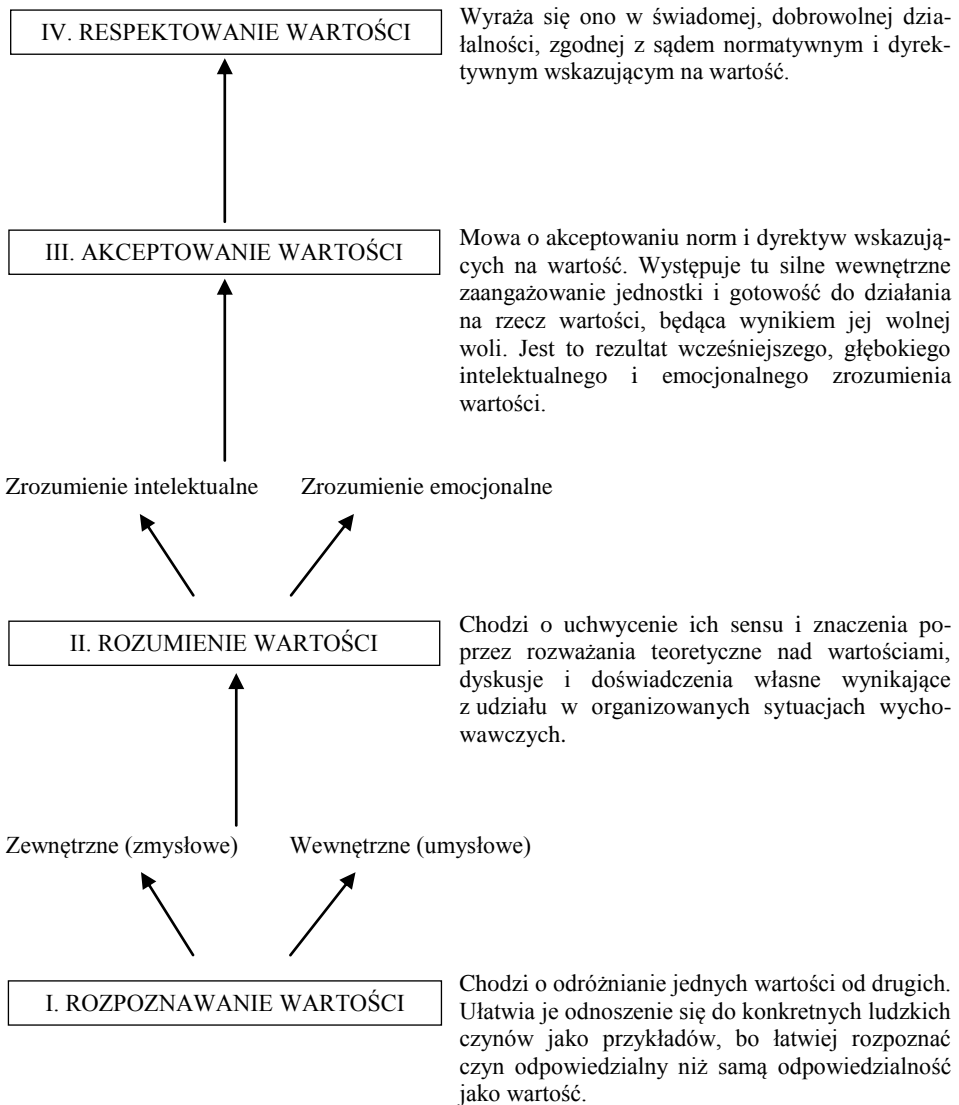 IV. RESPEKTOWANIE WARTOŚCI
Wyraża się ono w świadomej, dobrowolnej dzia-
łalności, zgodnej z sądem normatywnym i dyrek-
tywnym wskazującym na wartość.
III. AKCEPTOWANIE WARTOŚCI
Mowa o akceptowaniu norm i dyrektyw wskazują-
cych na wartość. Występuje tu silne wewnętrzne
zaangażowanie jednostki i gotowość do działania
na rzecz wartości, będąca wynikiem jej wolnej
woli. Jest to rezultat wcześniejszego, głębokiego
intelektualnego i emocjonalnego zrozumienia
wartości.
Zrozumienie intelektualne Zrozumienie emocjonalne
II. ROZUMIENIE WARTOŚCI
Chodzi o uchwycenie ich sensu i znaczenia po-
przez rozważania teoretyczne nad wartościami,
dyskusje i doświadczenia własne wynikające
z udziału w organizowanych sytuacjach wycho-
wawczych.
Zewnętrzne (zmysłowe) Wewnętrzne (umysłowe)
I. ROZPOZNAWANIE WARTOŚCI
Chodzi o odróżnianie jednych wartości od drugich.
Ułatwia je odnoszenie się do konkretnych ludzkich
czynów jako przykładów, bo łatwiej rozpoznać
czyn odpowiedzialny niż samą odpowiedzialność
jako wartość.